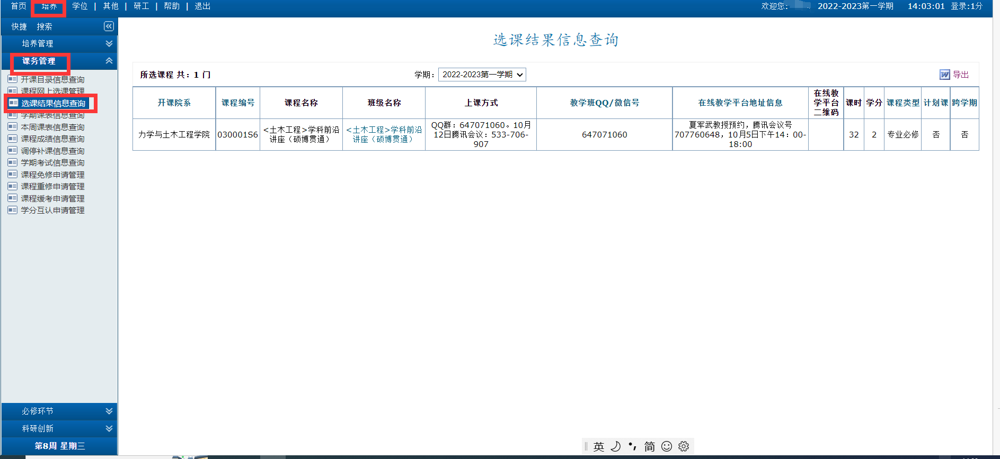 首页 培养 学位 | 其他 | 研工 | 帮助 | 退出
欢迎您: 2022-2023第一学期 14:03:01 登录:1分
快捷 搜索
培养管理
课务管理
开课目录信息查询
课程网上选课管理
选课结果信息查询
学期课表信息查询
本周课表信息查询
课程成绩信息查询
调停补课信息查询
学期考试信息查询
课程免修申请管理
课程重修申请管理
课程缓考申请管理
学分互认申请管理
必修环节
科研创新
第8周 星期三
选课结果信息查询
所选课程 共：1 门
学期：2022-2023第一学期
导出
开课院系 课程编号 课程名称 班级名称 上课方式 教学班QQ/微信号 在线教学平台地址信息 在线教学平台二维码 课时 学分 课程类型 计划课 跨学期
力学与土木工程学院
030001S6
<土木工程>学科前沿
讲座（硕博贯通）
<土木工程>学科前沿
讲座（硕博贯通）
QQ群：647071060。10月
12日腾讯会议：533-706-
907
647071060
夏军武教授预约，腾讯会议号
707760648，10月5日下午14：00-
18:00
32
2
专业必修
否
否
英 简